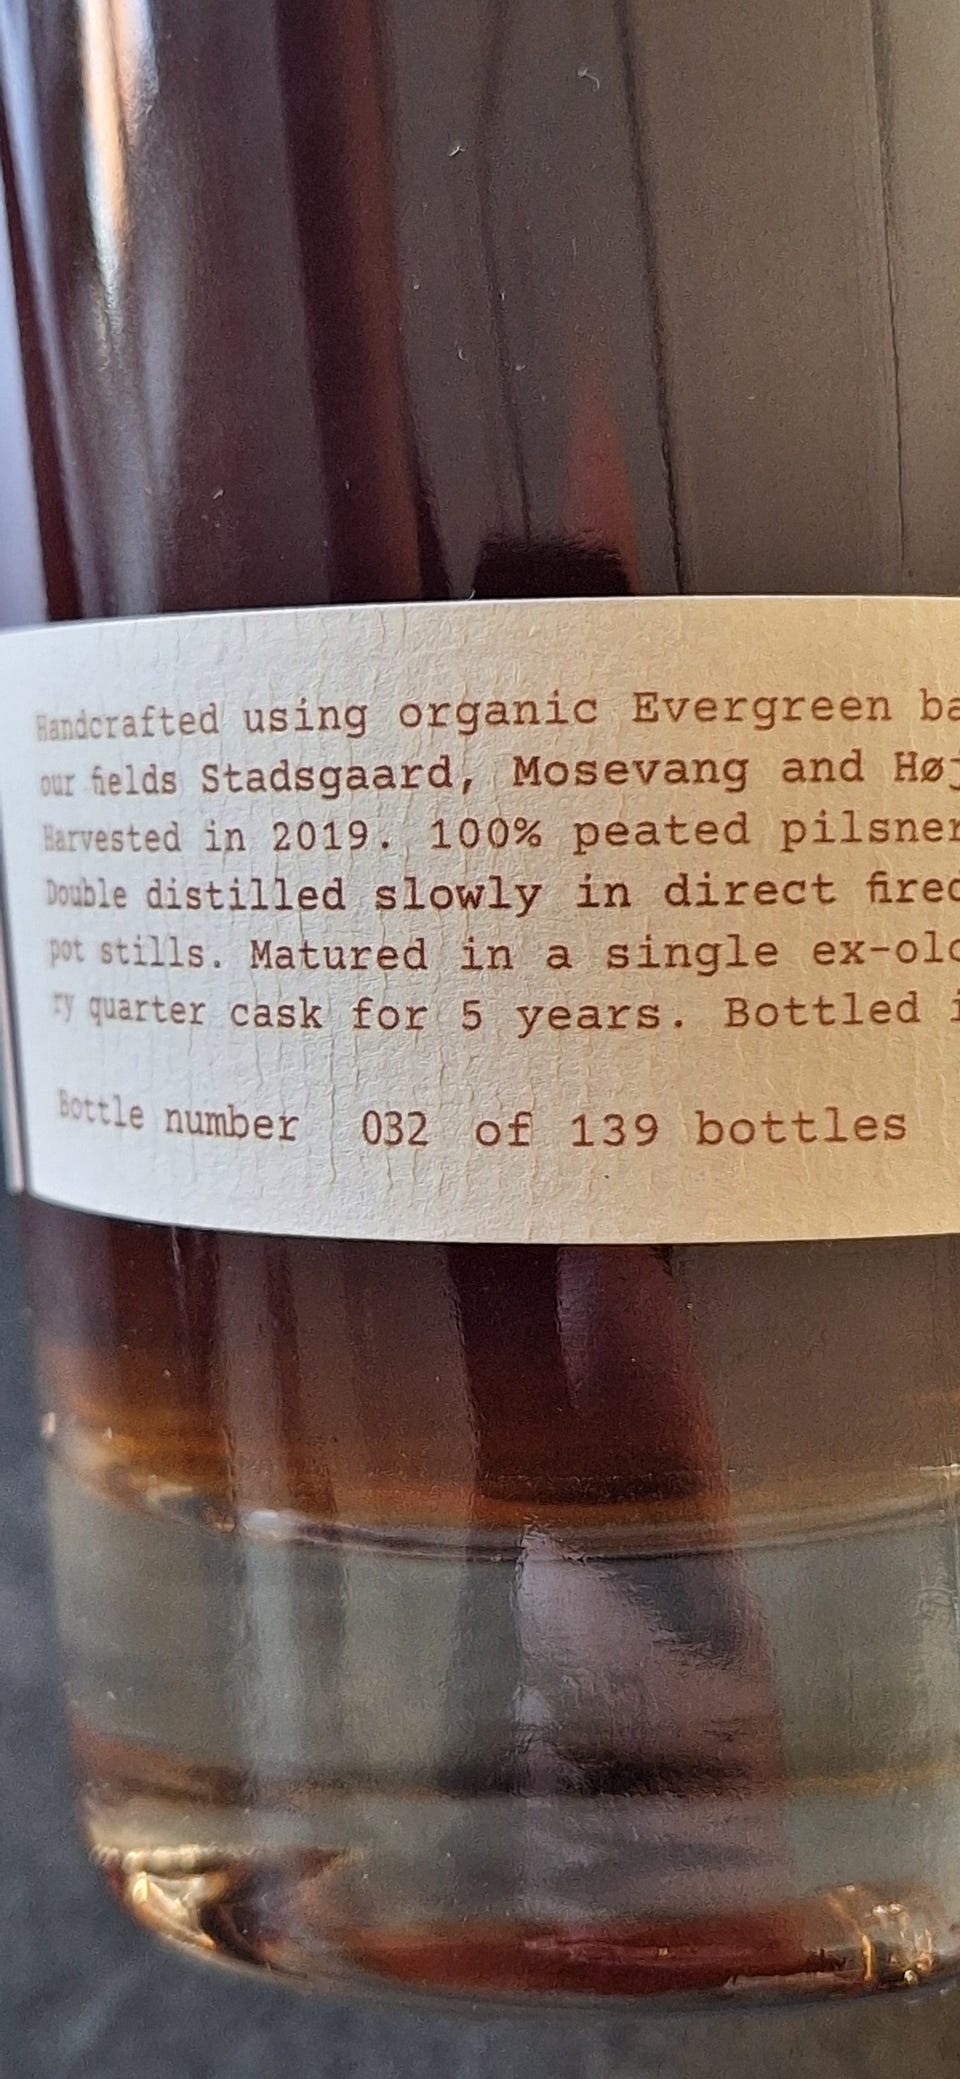 Handcrafted using organic Evergreen ba
our fields Stadsgaard, Mosevang and Høj
Harvested in 2019. 100% peated pilsner
Double distilled slowly in direct fired
pot stills. Matured in a single ex-olo
ry quarter cask for 5 years. Bottled i
Bottle number 032 of 139 bottles